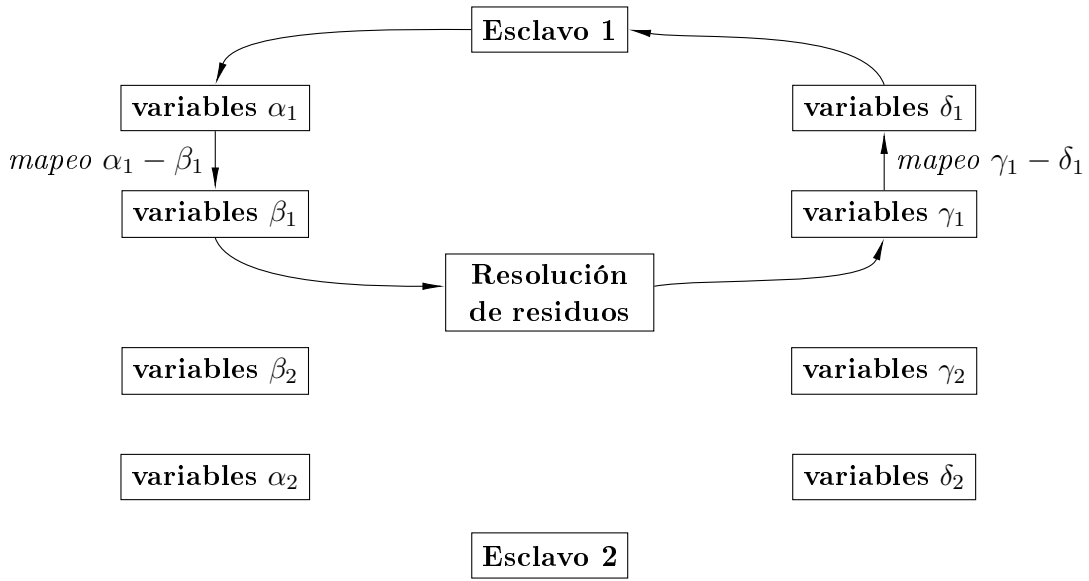 Esclavo 1
variables α₁
variables δ₁
mapeo α₁ − β₁
mapeo γ₁ − δ₁
variables β₁
variables γ₁
Resolución
de residuos
variables β₂
variables γ₂
variables α₂
variables δ₂
Esclavo 2